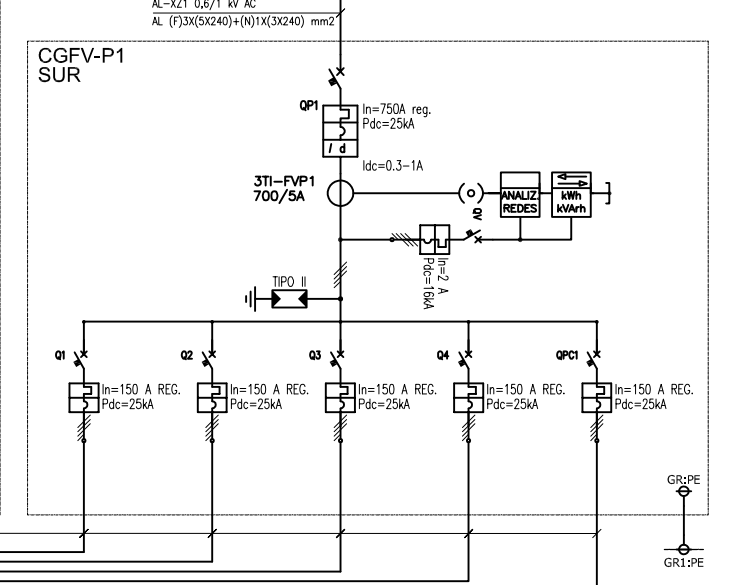 AL-XZ1 0,6/1 kV AC
AL (F)3X(5X240)+(N)1X(3X240) mm2
CGFV-P1
SUR
QP1
In=750A reg.
Pdc=25kA
I d
Idc=0.3-1A
3TI-FVP1
700/5A
ANALIZ.
REDES
kWh
kVArh
In=2 A
Pdc=16kA
TIPO II
Q1
Q2
Q3
Q4
QPC1
In=150 A REG.
Pdc=25kA
In=150 A REG.
Pdc=25kA
In=150 A REG.
Pdc=25kA
In=150 A REG.
Pdc=25kA
In=150 A REG.
Pdc=25kA
GR:PE
GR1:PE